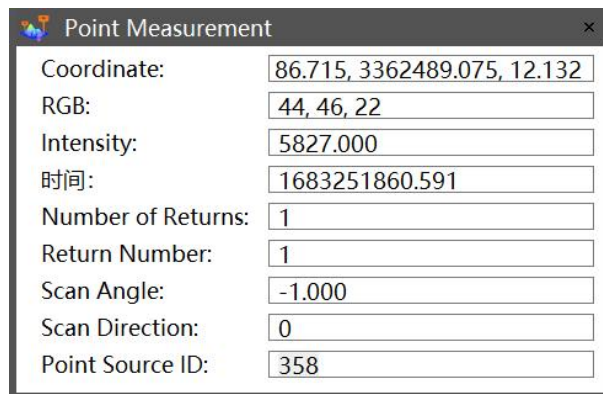 Point Measurement ×
Coordinate: 86.715, 3362489.075, 12.132
RGB: 44, 46, 22
Intensity: 5827.000
时间: 1683251860.591
Number of Returns: 1
Return Number: 1
Scan Angle: -1.000
Scan Direction: 0
Point Source ID: 358